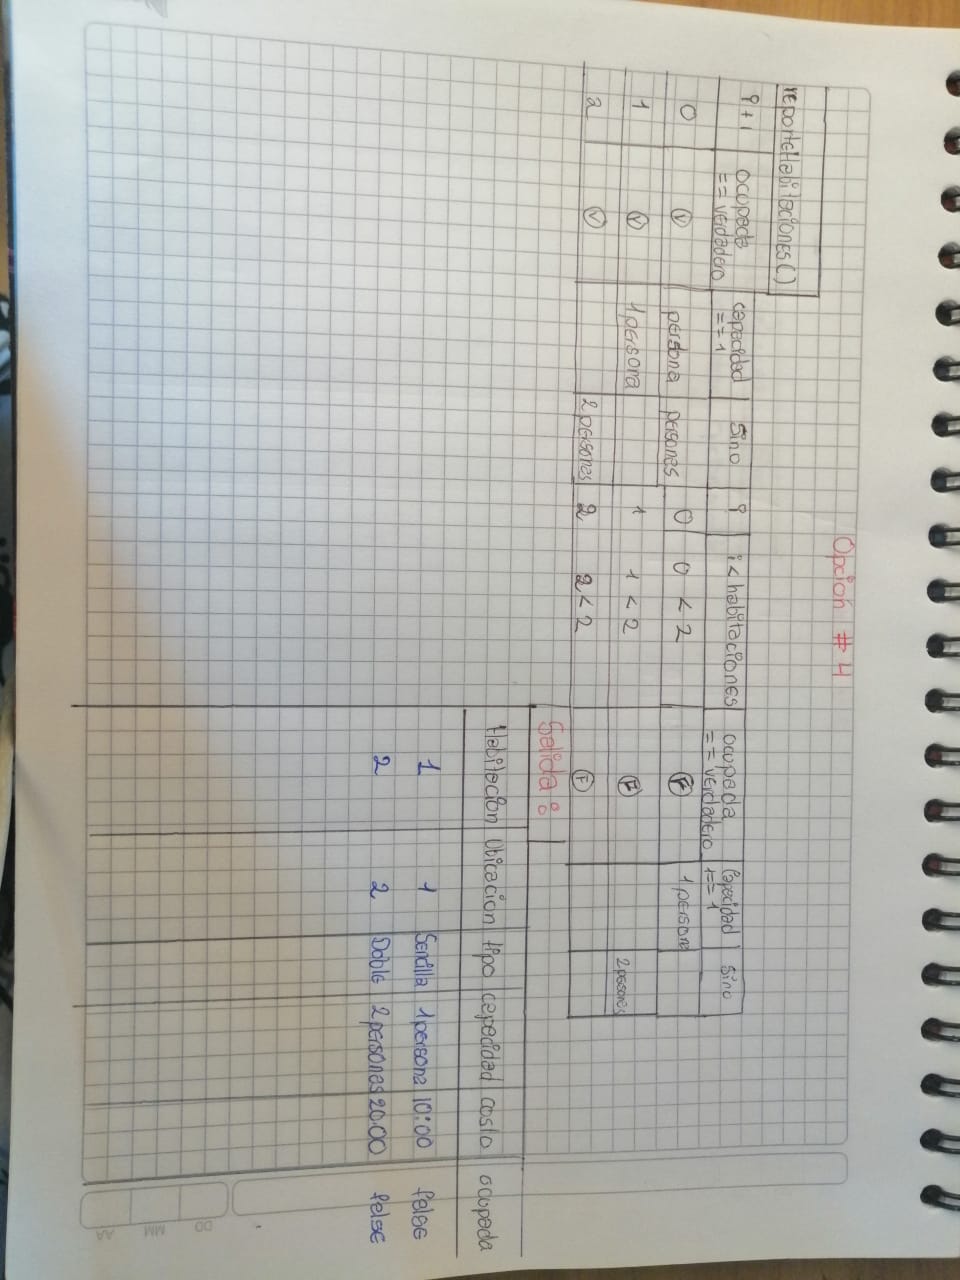 Opcion # 4
reporteHabitaciones()
i+1 ocupada == verdadero capacidad == 1 Sino i i < habitaciones ocupada == verdadero Capacidad 1 == 1 Sino
0 V persona personas 0 0 < 2 F 1 persona
1 V 1 persona 1 1 < 2 F 2 personas
2 V 2 personas 2 2 < 2 F
Salida:
Habitacion Ubicacion tipo capacidad costo ocupada
1 1 Sencilla 1 persona 10:00 false
2 2 Doble 2 personas 20.00 false
DD MM AA